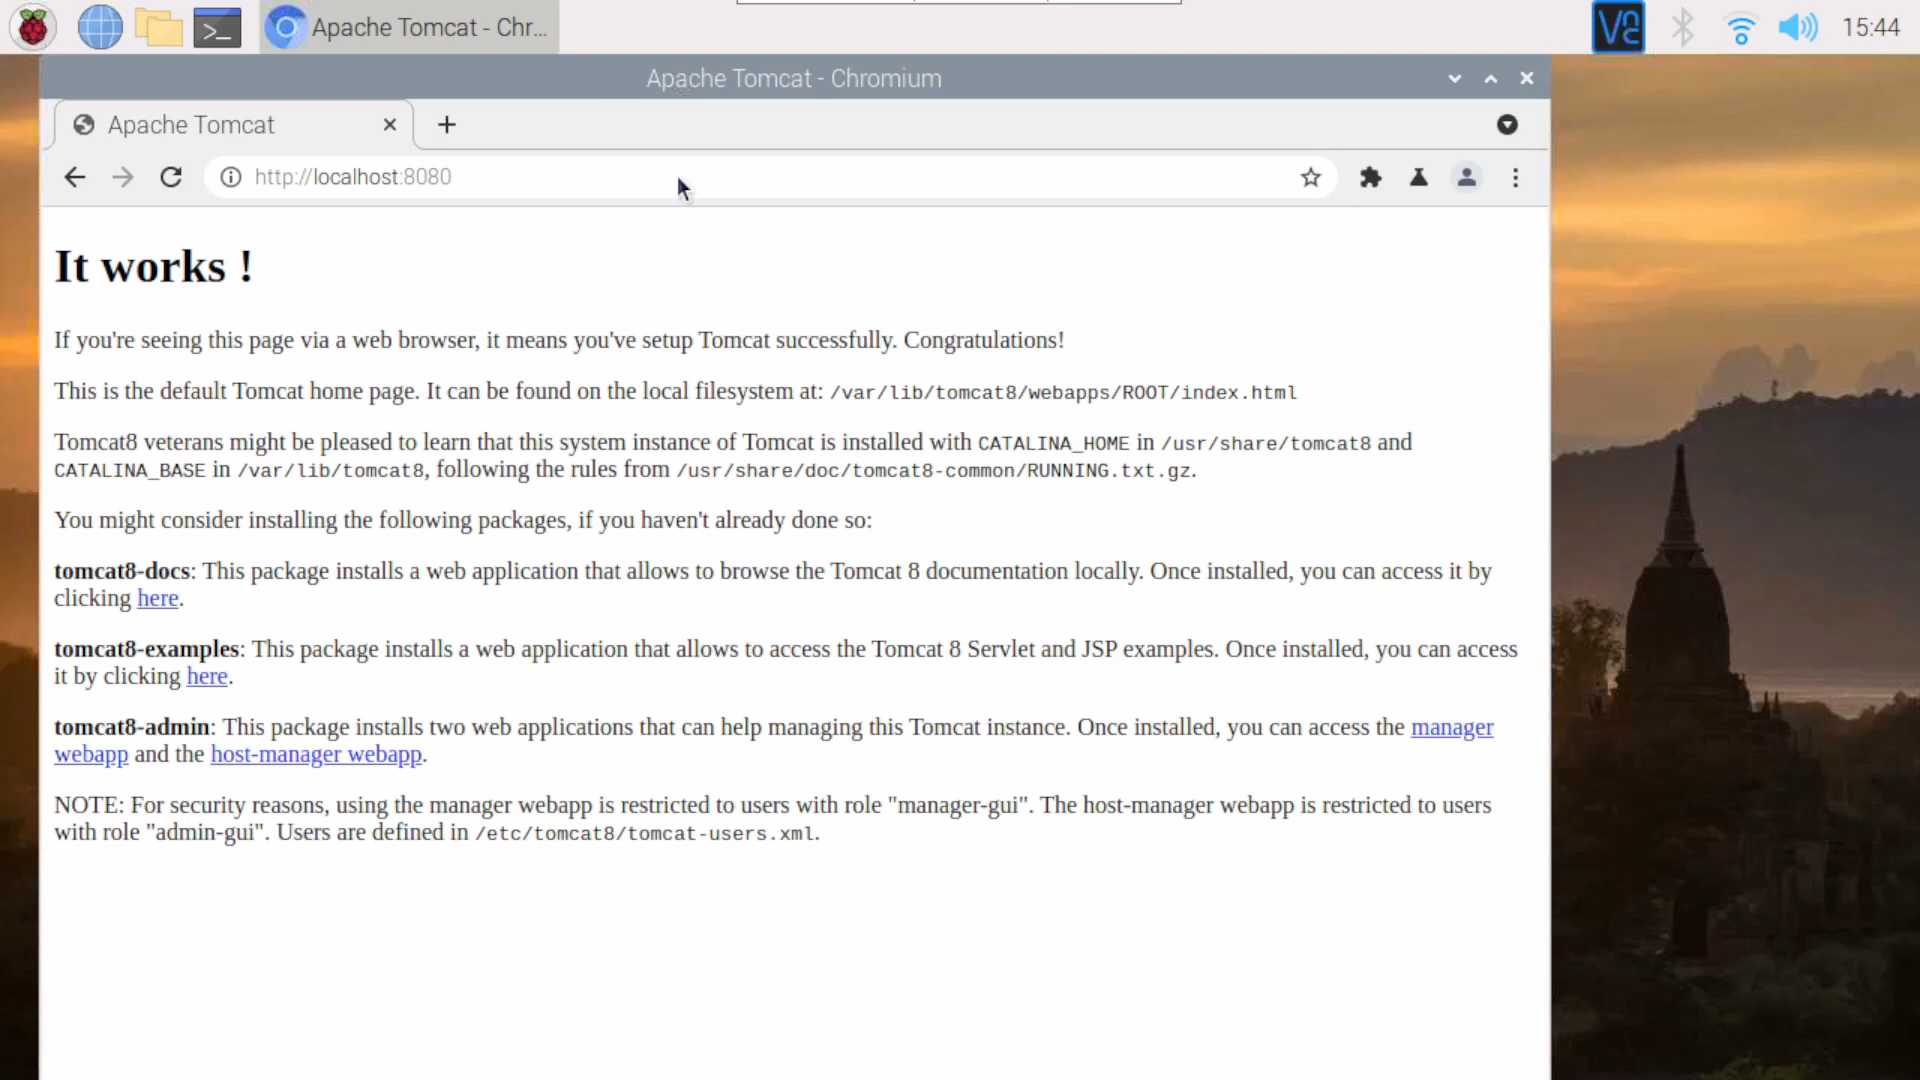 Apache Tomcat - Chr...
15:44
Apache Tomcat - Chromium
Apache Tomcat
http://localhost:8080
It works !
If you're seeing this page via a web browser, it means you've setup Tomcat successfully. Congratulations!
This is the default Tomcat home page. It can be found on the local filesystem at: /var/lib/tomcat8/webapps/ROOT/index.html
Tomcat8 veterans might be pleased to learn that this system instance of Tomcat is installed with CATALINA_HOME in /usr/share/tomcat8 and
CATALINA_BASE in /var/lib/tomcat8, following the rules from /usr/share/doc/tomcat8-common/RUNNING.txt.gz.
You might consider installing the following packages, if you haven't already done so:
tomcat8-docs: This package installs a web application that allows to browse the Tomcat 8 documentation locally. Once installed, you can access it by
clicking here.
tomcat8-examples: This package installs a web application that allows to access the Tomcat 8 Servlet and JSP examples. Once installed, you can access
it by clicking here.
tomcat8-admin: This package installs two web applications that can help managing this Tomcat instance. Once installed, you can access the manager
webapp and the host-manager webapp.
NOTE: For security reasons, using the manager webapp is restricted to users with role "manager-gui". The host-manager webapp is restricted to users
with role "admin-gui". Users are defined in /etc/tomcat8/tomcat-users.xml.